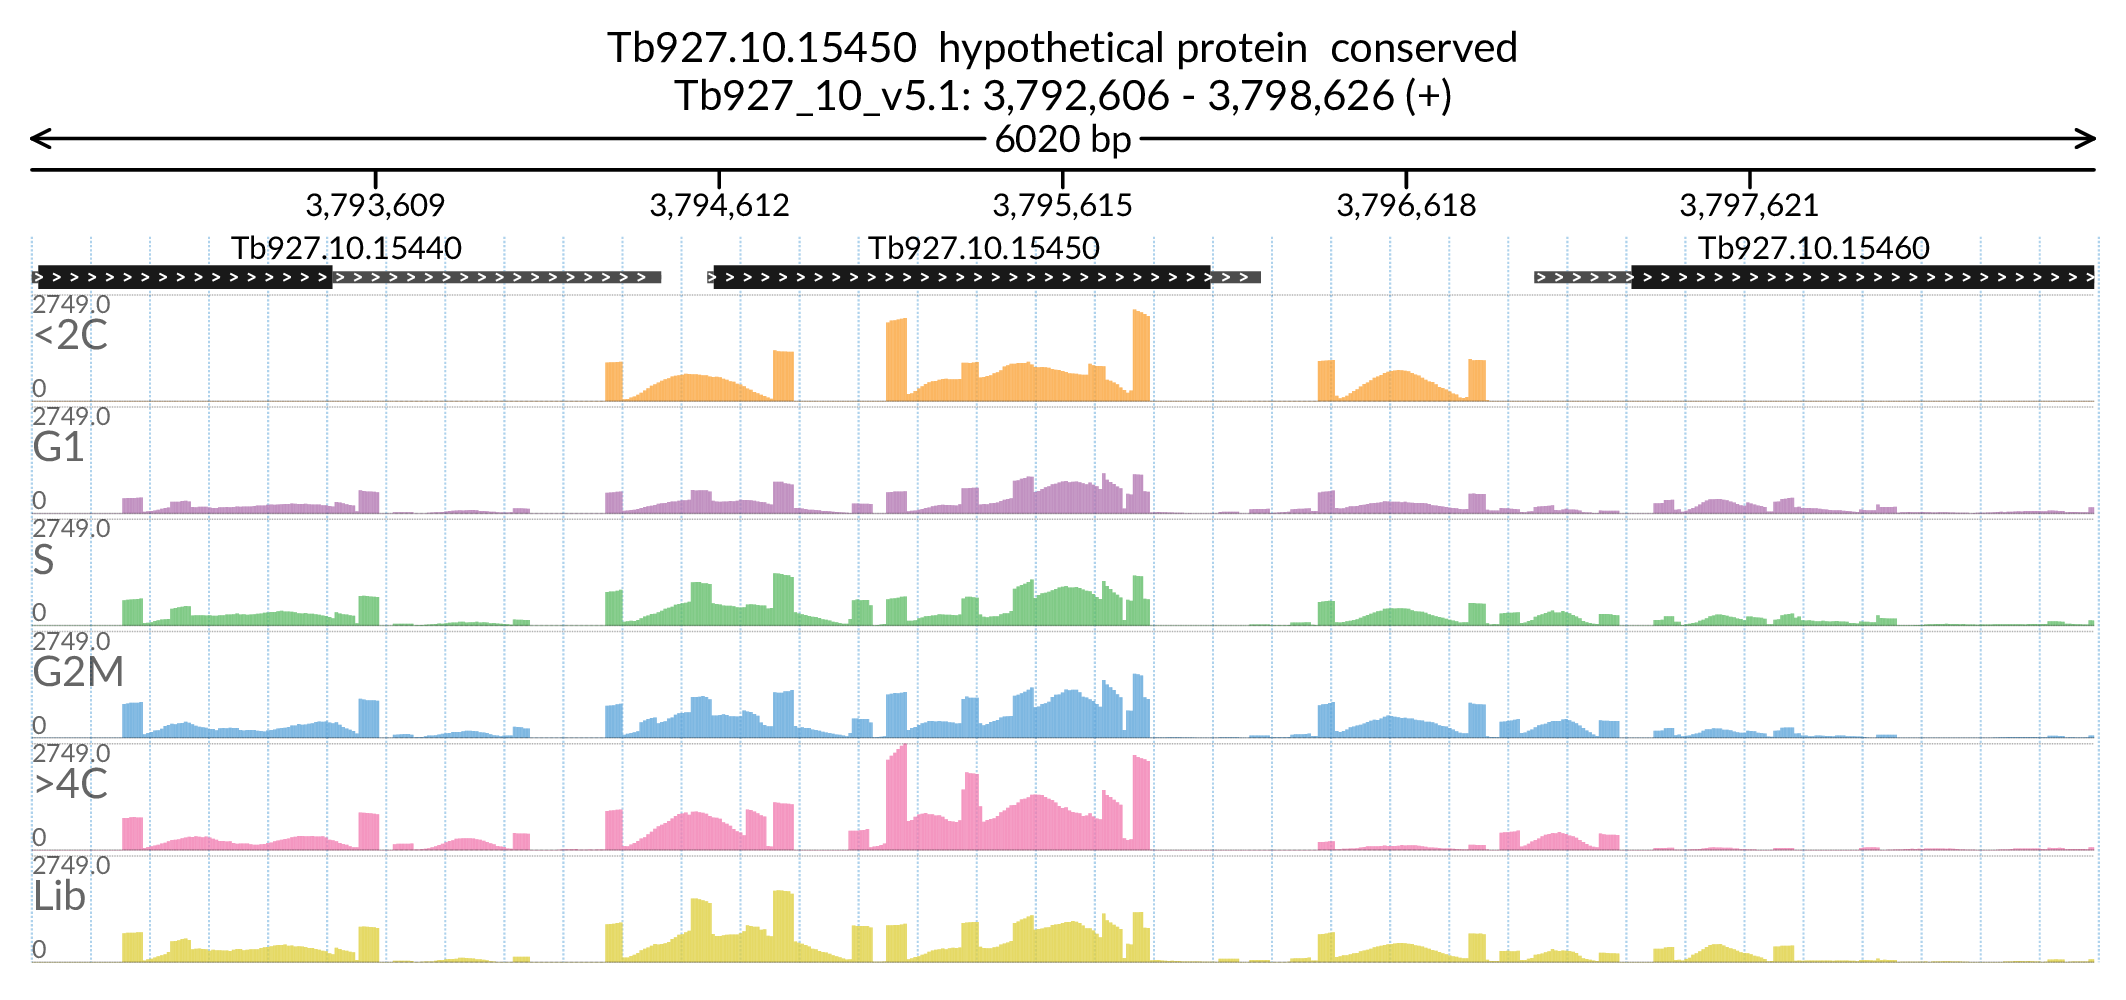 Tb927.10.15450 hypothetical protein conserved
Tb927_10_v5.1: 3,792,606 - 3,798,626 (+)
6020 bp
3,793,609 3,794,612 3,795,615 3,796,618 3,797,621
Tb927.10.15440 Tb927.10.15450 Tb927.10.15460
2749.0
<2C
0
2749.0
G1
0
2749.0
S
0
2749.0
G2M
0
2749.0
>4C
0
2749.0
Lib
0